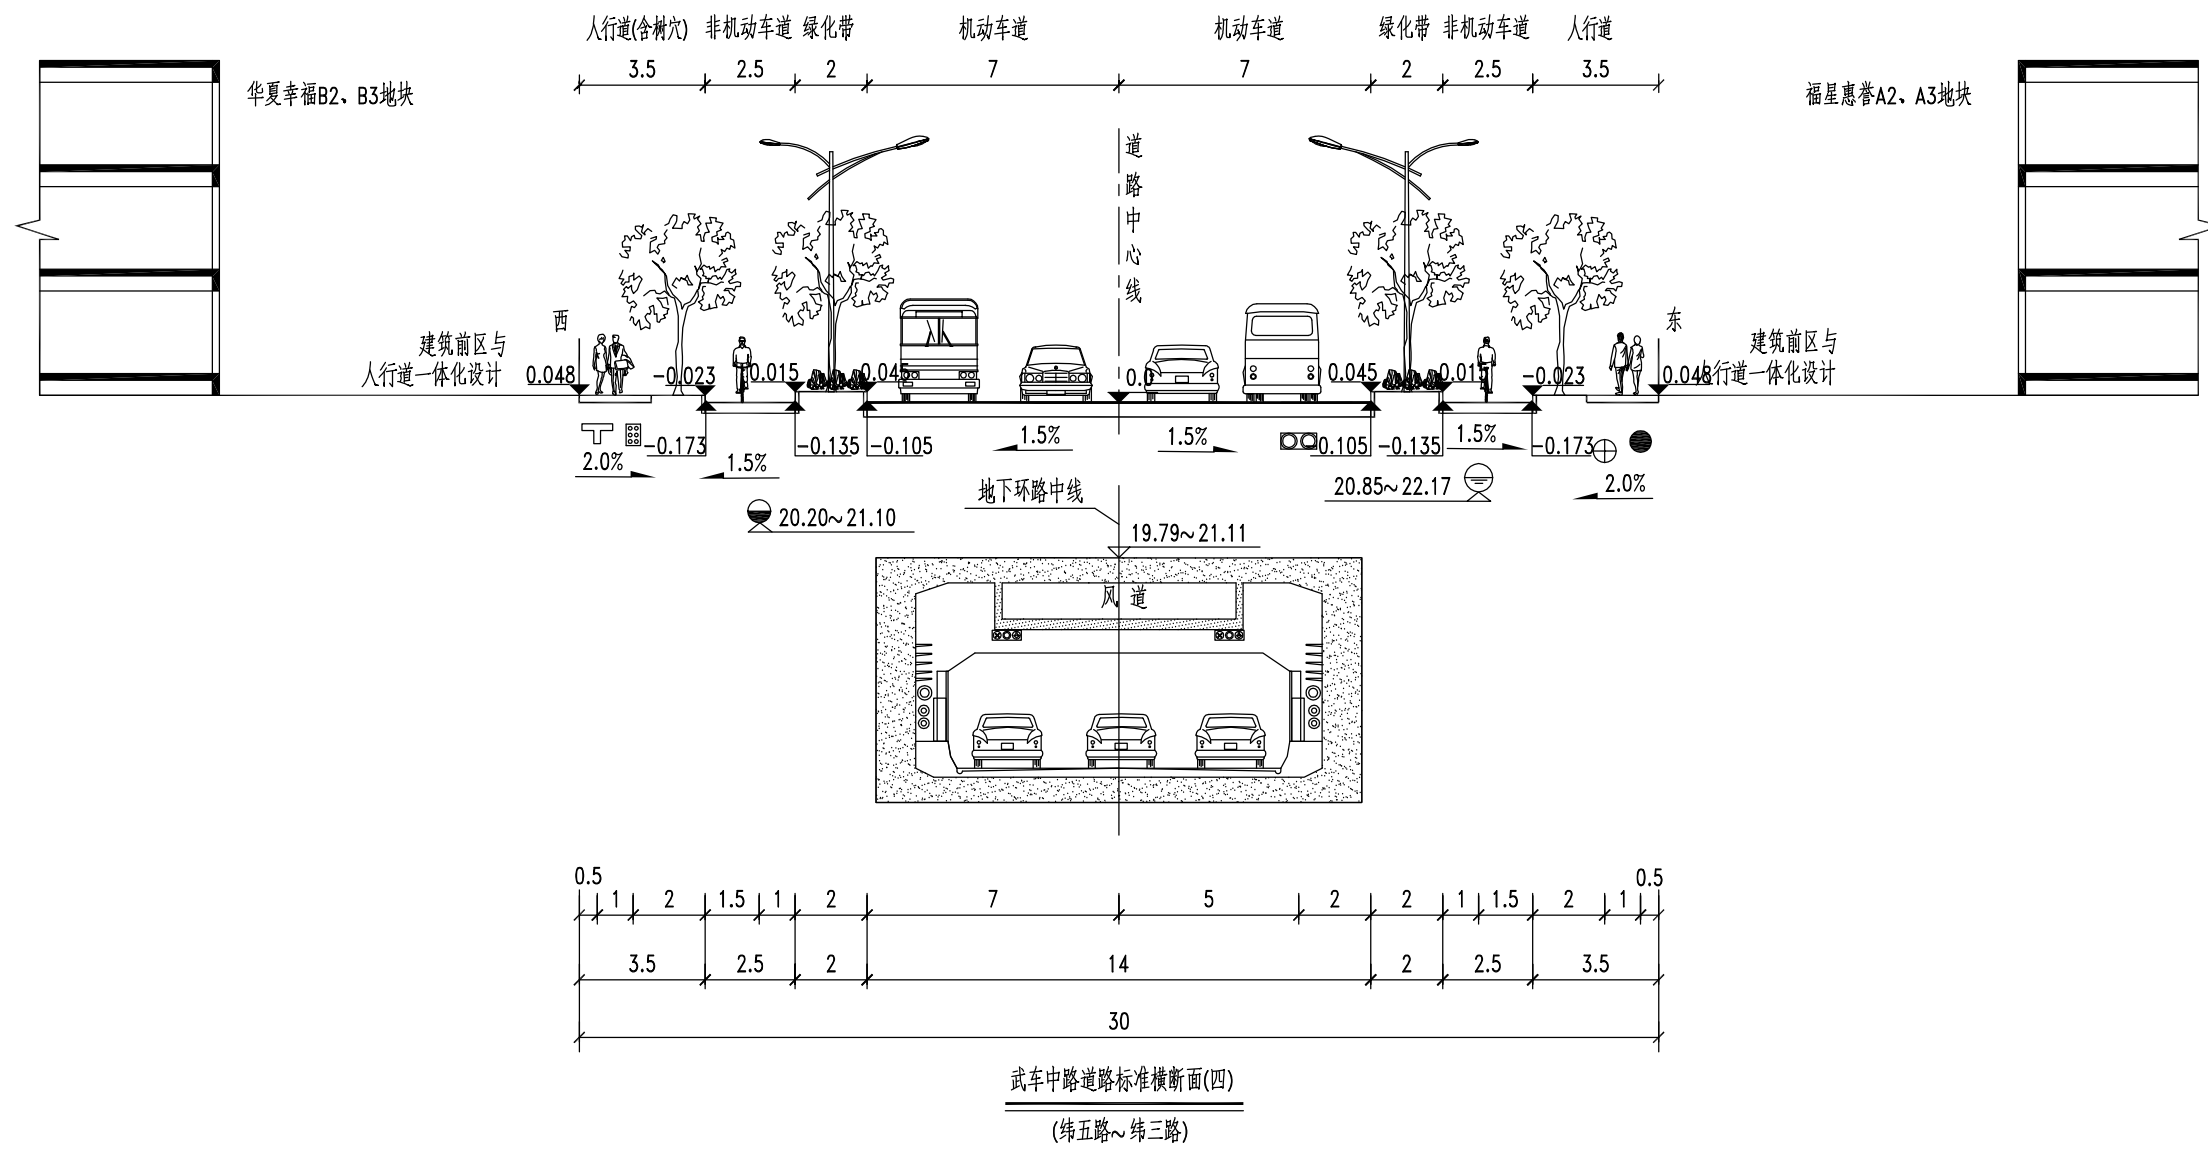 人行道(含树穴) 非机动车道 绿化带 机动车道 机动车道 绿化带 非机动车道 人行道
3.5 2.5 2 7 7 2 2.5 3.5
华夏幸福B2、B3地块
福星惠誉A2、A3地块
道路中心线
西
东
建筑前区与
人行道一体化设计
建筑前区与
人行道一体化设计
0.048 -0.023 0.015 0.045 0.0 0.045 0.015 -0.023 0.048
-0.173 -0.135 -0.105 1.5% 1.5% -0.105 -0.135 1.5% -0.173
2.0% 1.5% 2.0%
地下环路中线
20.85~22.17
20.20~21.10
19.79~21.11
风道
0.5 1 2 1.5 1 2 7 5 2 2 1 1.5 2 1 0.5
3.5 2.5 2 14 2 2.5 3.5
30
武车中路道路标准横断面(四)
(纬五路~纬三路)